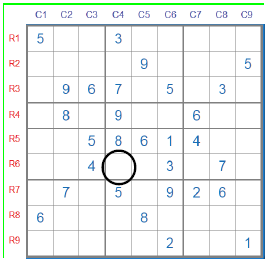 C1 C2 C3 C4 C5 C6 C7 C8 C9
R1 5 3
R2 9 5
R3 9 6 7 5 3
R4 8 9 6
R5 5 8 6 1 4
R6 4 3 7
R7 7 5 9 2 6
R8 6 8
R9 2 1